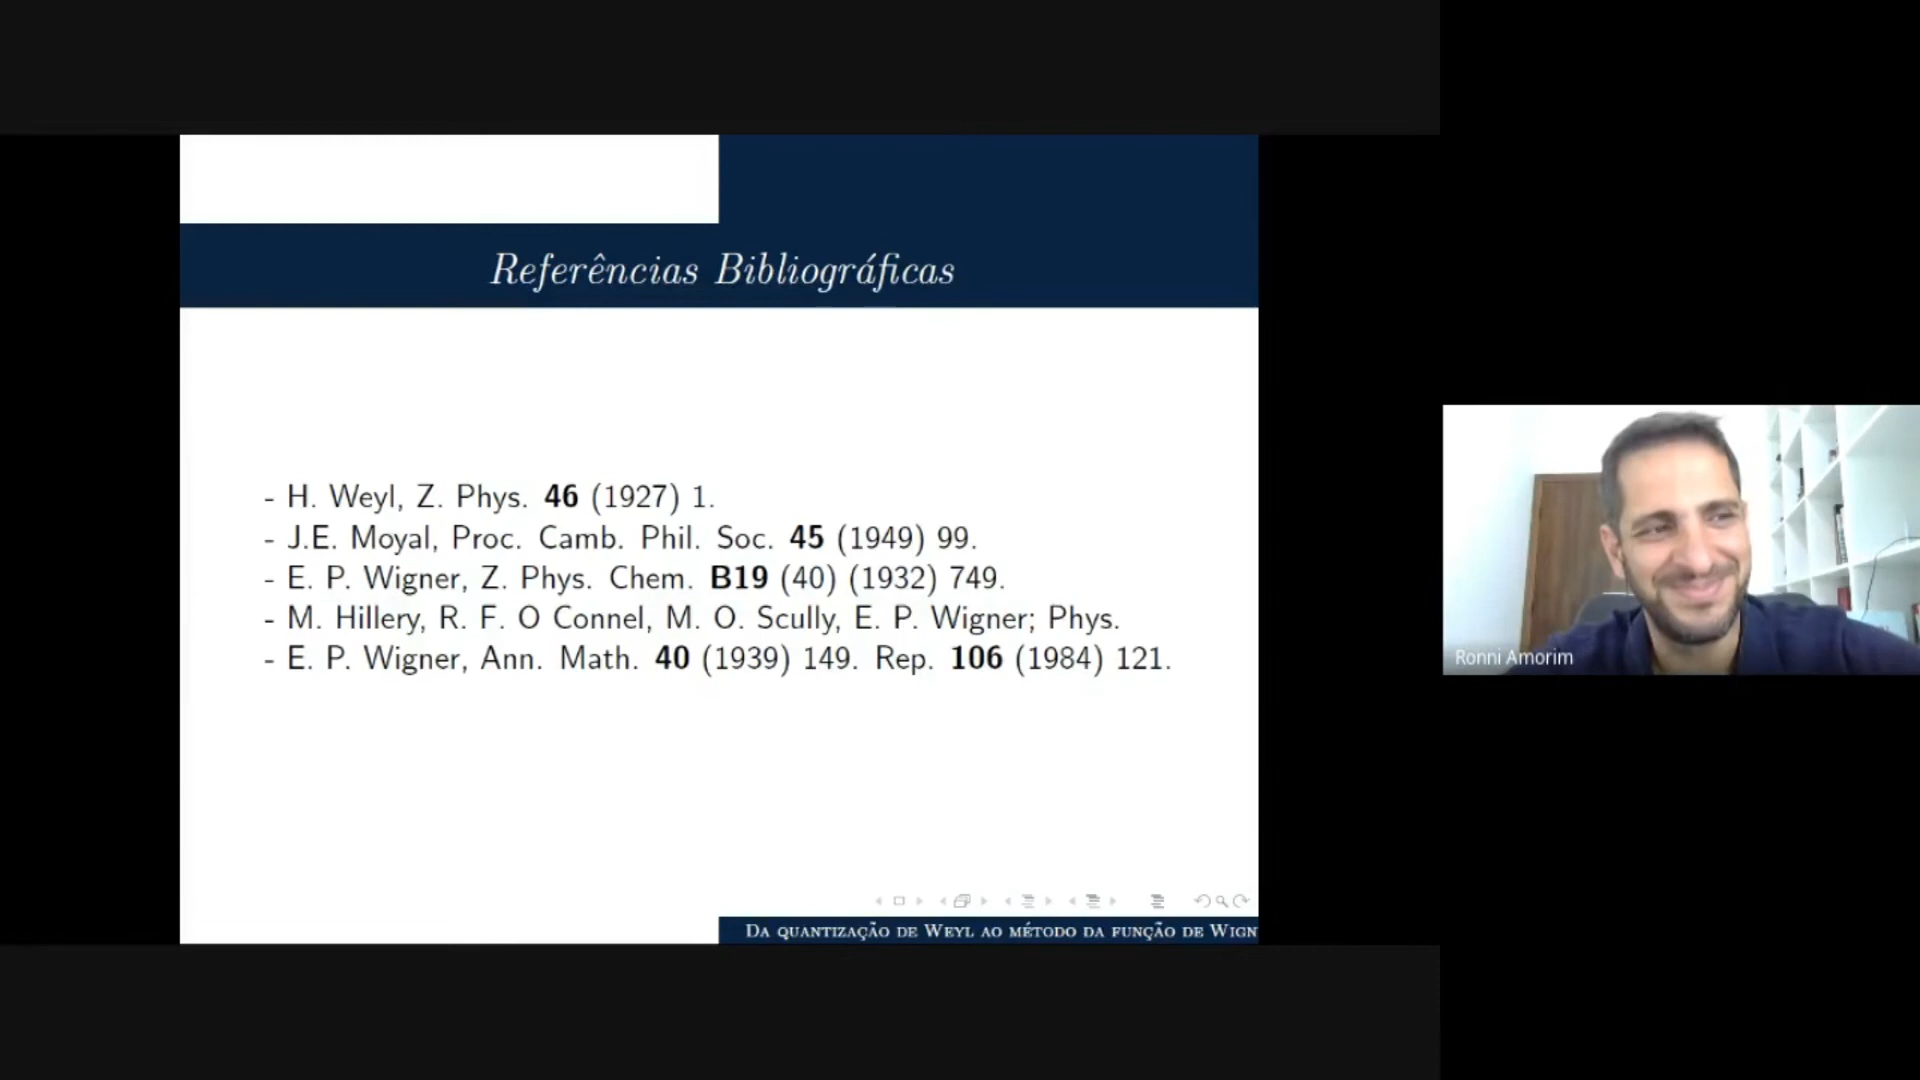 Referências Bibliográficas
- H. Weyl, Z. Phys. 46 (1927) 1.
- J.E. Moyal, Proc. Camb. Phil. Soc. 45 (1949) 99.
- E. P. Wigner, Z. Phys. Chem. B19 (40) (1932) 749.
- M. Hillery, R. F. O Connel, M. O. Scully, E. P. Wigner; Phys.
- E. P. Wigner, Ann. Math. 40 (1939) 149. Rep. 106 (1984) 121.
Da quantização de Weyl ao método da função de Wign
Ronni Amorim